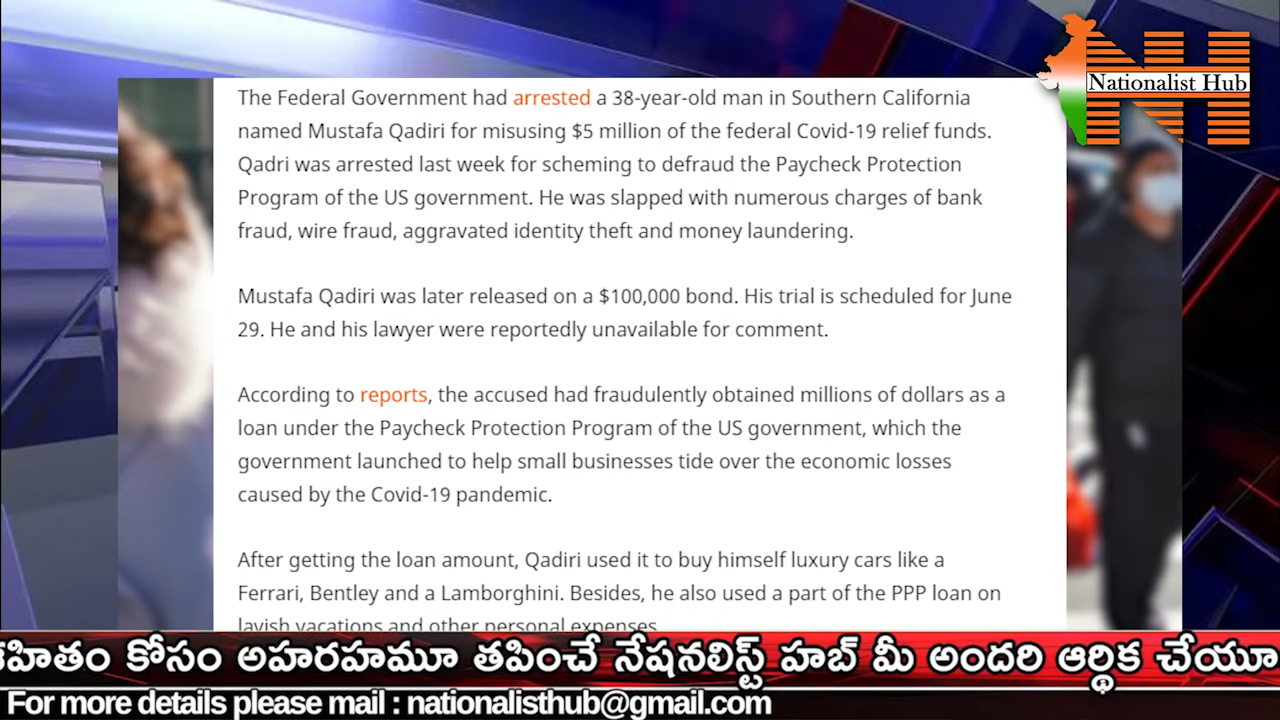 The Federal Government had arrested a 38-year-old man in Southern California
named Mustafa Qadiri for misusing $5 million of the federal Covid-19 relief funds.
Qadri was arrested last week for scheming to defraud the Paycheck Protection
Program of the US government. He was slapped with numerous charges of bank
fraud, wire fraud, aggravated identity theft and money laundering.
Mustafa Qadiri was later released on a $100,000 bond. His trial is scheduled for June
29. He and his lawyer were reportedly unavailable for comment.
According to reports, the accused had fraudulently obtained millions of dollars as a
loan under the Paycheck Protection Program of the US government, which the
government launched to help small businesses tide over the economic losses
caused by the Covid-19 pandemic.
After getting the loan amount, Qadiri used it to buy himself luxury cars like a
Ferrari, Bentley and a Lamborghini. Besides, he also used a part of the PPP loan on
lavish vacations and other personal expenses.
NH
Nationalist Hub
కోసం అహరహమూ తపించే నేషనలిస్ట్ హబ్ మీ అందరి ఆర్థిక
For more details please mail : nationalisthub@gmail.com